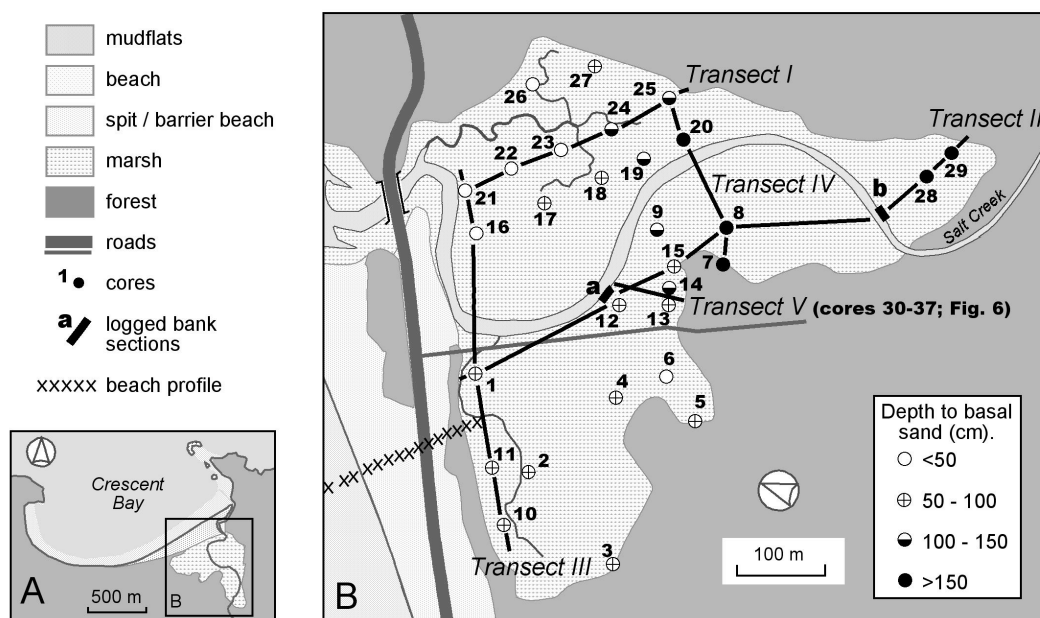 mudflats
beach
spit / barrier beach
marsh
forest
roads
1 cores
a logged bank
sections
xxxxx beach profile
Crescent
Bay
A
500 m
B
27
26
25
Transect I
24
23
22
21
20
19
18
17
16
Transect II
29
28
b
Salt Creek
Transect IV
9
8
7
15
14
a
12
13
Transect V (cores 30-37; Fig. 6)
1
6
4
5
11
2
10
3
Transect III
B
100 m
Depth to basal
sand (cm).
<50
50 - 100
100 - 150
>150